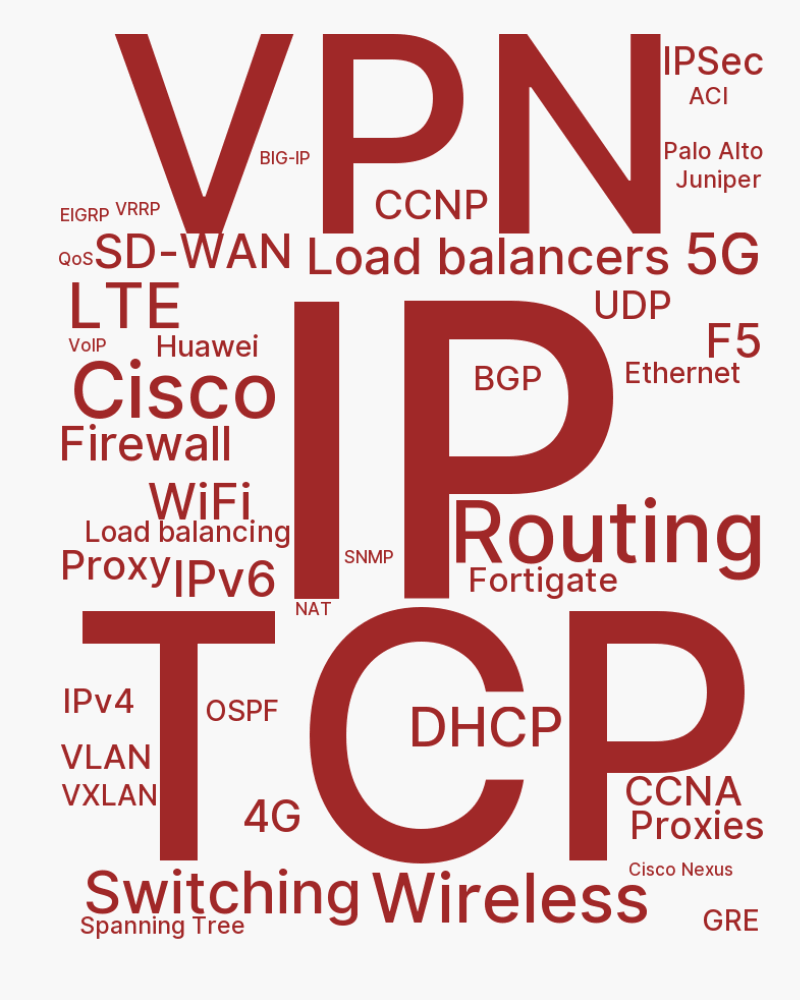 VPN
IPSec
ACI
BIG-IP
Palo Alto
Juniper
CCNP
EIGRP
VRRP
QoS
SD-WAN
Load balancers
5G
LTE
UDP
VoIP
Huawei
F5
Cisco
IP
BGP
Ethernet
Firewall
WiFi
Load balancing
Routing
SNMP
Proxy
IPv6
Fortigate
NAT
TCP
IPv4
OSPF
DHCP
VLAN
VXLAN
4G
CCNA
Proxies
Cisco Nexus
Switching
Wireless
Spanning Tree
GRE